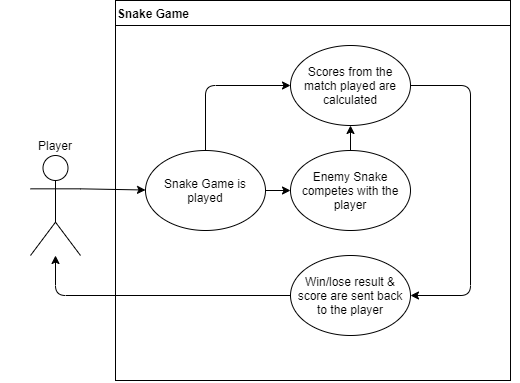 Snake Game
Scores from the
match played are
calculated
Player
Snake Game is
played
Enemy Snake
competes with the
player
Win/lose result &
score are sent back
to the player